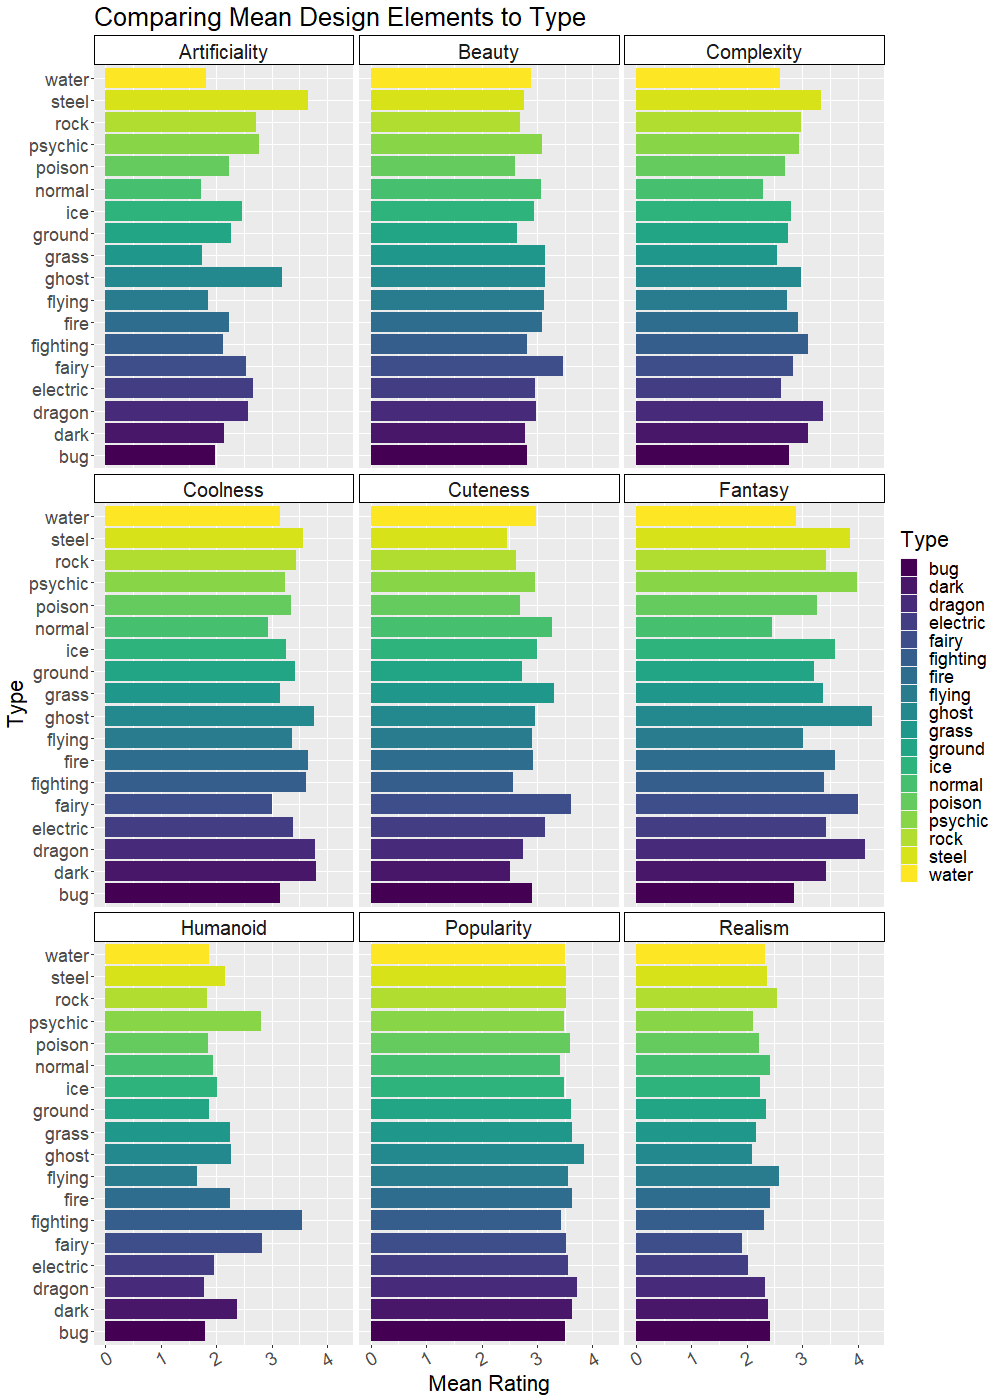 Comparing Mean Design Elements to Type
Artificiality
Beauty
Complexity
water
steel
rock
psychic
poison
normal
ice
ground
grass
ghost
flying
fire
fighting
fairy
electric
dragon
dark
bug
Coolness
Cuteness
Fantasy
water
steel
rock
psychic
poison
normal
ice
ground
grass
ghost
flying
fire
fighting
fairy
electric
dragon
dark
bug
Humanoid
Popularity
Realism
water
steel
rock
psychic
poison
normal
ice
ground
grass
ghost
flying
fire
fighting
fairy
electric
dragon
dark
bug
0 1 2 3 4
0 1 2 3 4
0 1 2 3 4
Mean Rating
Type
Type
bug
dark
dragon
electric
fairy
fighting
fire
flying
ghost
grass
ground
ice
normal
poison
psychic
rock
steel
water